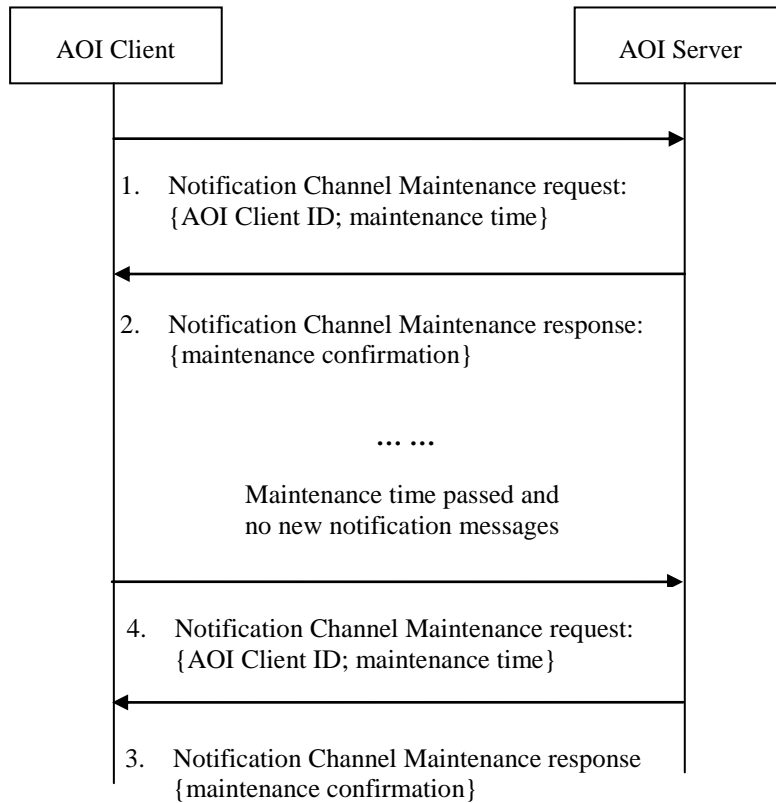 AOI Client
AOI Server
1. Notification Channel Maintenance request:
{AOI Client ID; maintenance time}
2. Notification Channel Maintenance response:
{maintenance confirmation}
... ...
Maintenance time passed and
no new notification messages
4. Notification Channel Maintenance request:
{AOI Client ID; maintenance time}
3. Notification Channel Maintenance response
{maintenance confirmation}